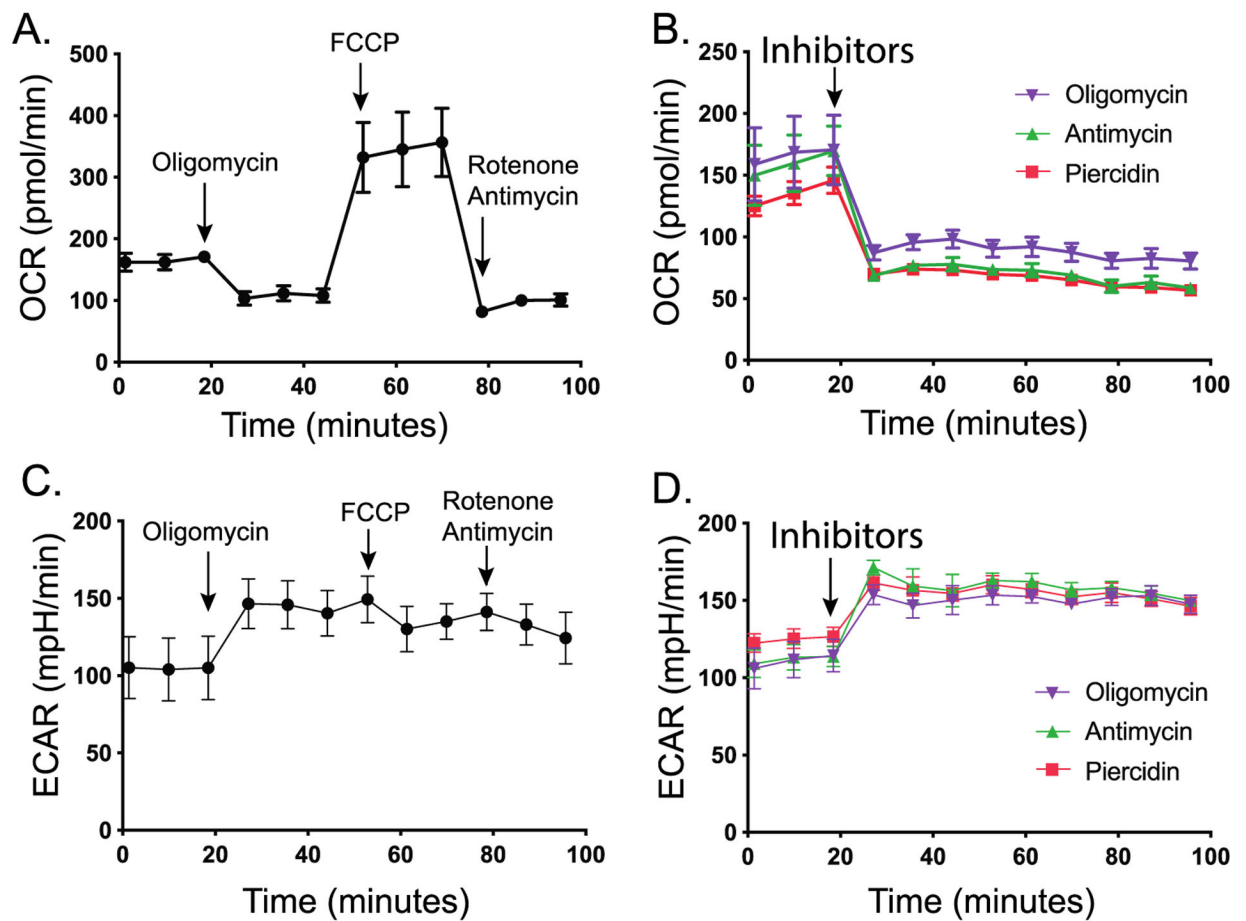 A.
FCCP
Oligomycin
Rotenone
Antimycin
OCR (pmol/min)
500
400
300
200
100
0
0 20 40 60 80 100
Time (minutes)
B.
Inhibitors
Oligomycin
Antimycin
Piercidin
OCR (pmol/min)
250
200
150
100
50
0
0 20 40 60 80 100
Time (minutes)
C.
Oligomycin
FCCP
Rotenone
Antimycin
ECAR (mpH/min)
200
150
100
50
0
0 20 40 60 80 100
Time (minutes)
D.
Inhibitors
Oligomycin
Antimycin
Piercidin
ECAR (mpH/min)
200
150
100
50
0
0 20 40 60 80 100
Time (minutes)